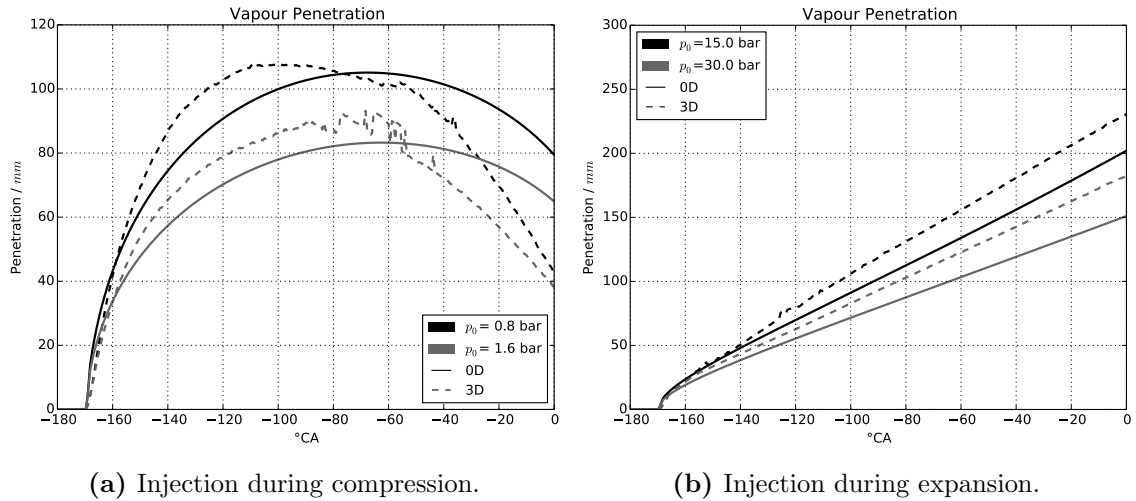 Vapour Penetration
120
100
80
60
40
20
0
Penetration / mm
−180 −160 −140 −120 −100 −80 −60 −40 −20 0
°CA
p₀= 0.8 bar
p₀= 1.6 bar
0D
3D
(a) Injection during compression.
Vapour Penetration
300
250
200
150
100
50
0
Penetration / mm
−180 −160 −140 −120 −100 −80 −60 −40 −20 0
°CA
p₀=15.0 bar
p₀=30.0 bar
0D
3D
(b) Injection during expansion.